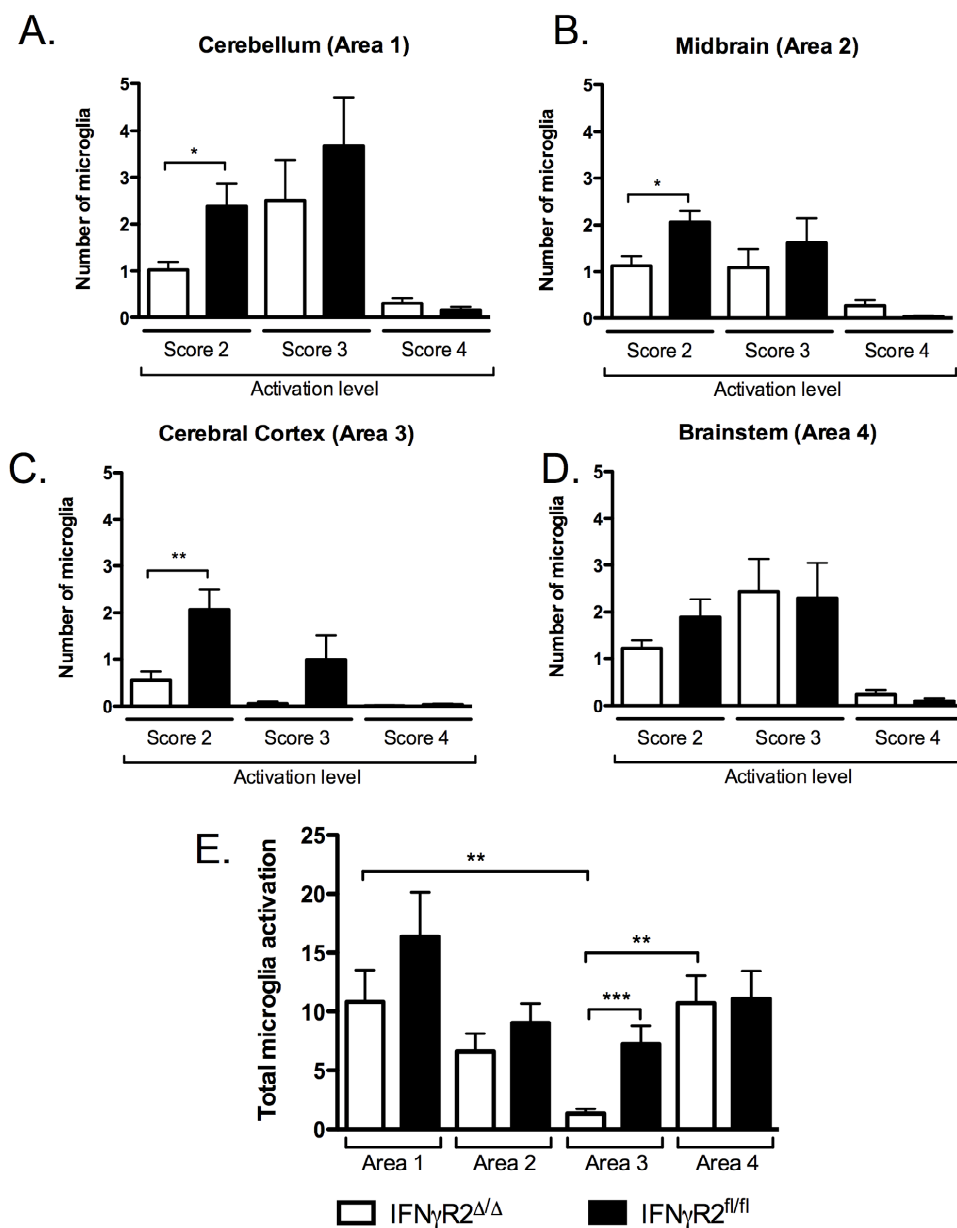 A.
Cerebellum (Area 1)
Number of microglia
5
4
3
2
1
0
*
Score 2 Score 3 Score 4
Activation level
B.
Midbrain (Area 2)
Number of microglia
5
4
3
2
1
0
*
Score 2 Score 3 Score 4
Activation level
C.
Cerebral Cortex (Area 3)
Number of microglia
5
4
3
2
1
0
**
Score 2 Score 3 Score 4
Activation level
D.
Brainstem (Area 4)
Number of microglia
5
4
3
2
1
0
Score 2 Score 3 Score 4
Activation level
E.
Total microglia activation
25
20
15
10
5
0
**
**
***
Area 1 Area 2 Area 3 Area 4
IFNγR2Δ/Δ IFNγR2fl/fl